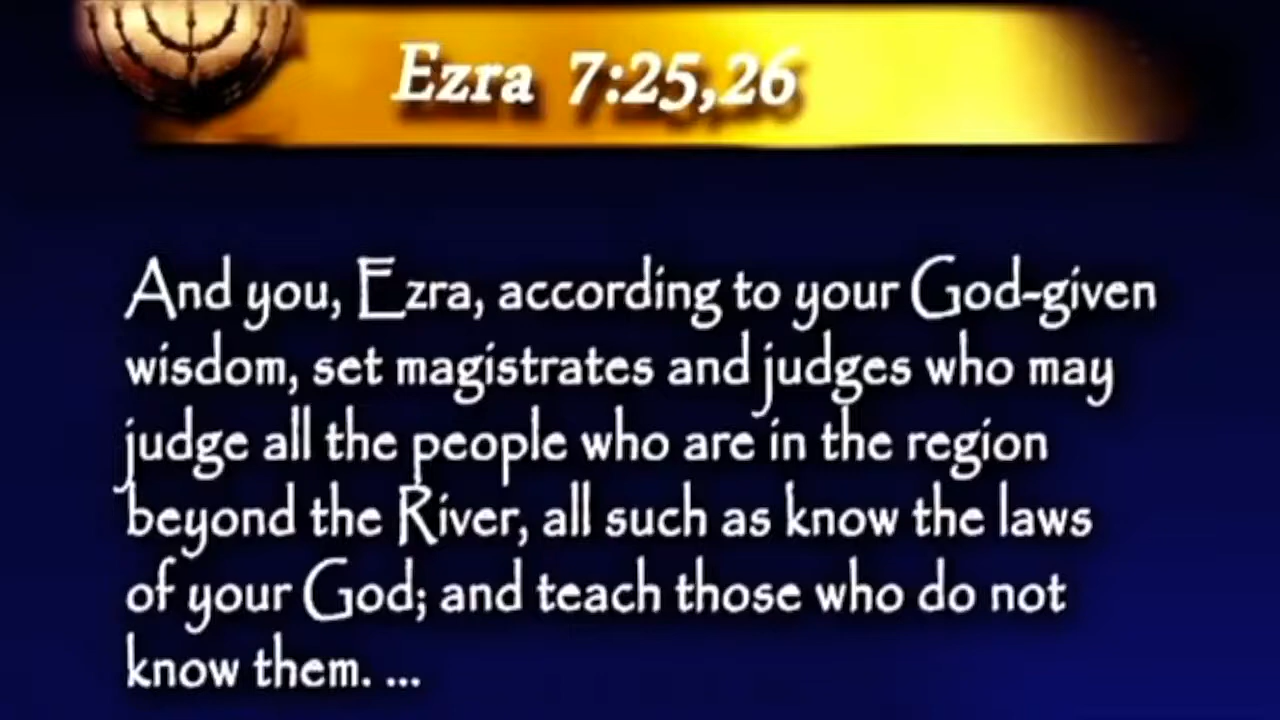 Ezra 7:25,26
And you, Ezra, according to your God-given
wisdom, set magistrates and judges who may
judge all the people who are in the region
beyond the River, all such as know the laws
of your God; and teach those who do not
know them. ...